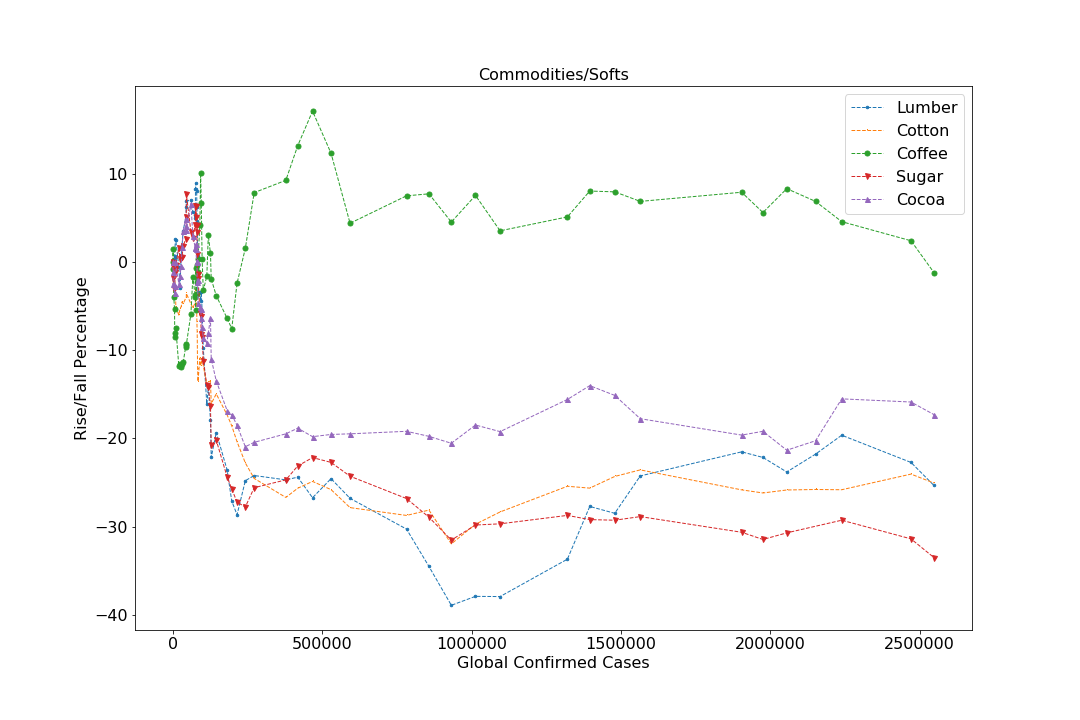 Commodities/Softs
Lumber
Cotton
Coffee
Sugar
Cocoa
Rise/Fall Percentage
10
0
−10
−20
−30
−40
0 500000 1000000 1500000 2000000 2500000
Global Confirmed Cases